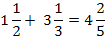 1 1/2 + 3 1/3 = 4 2/5